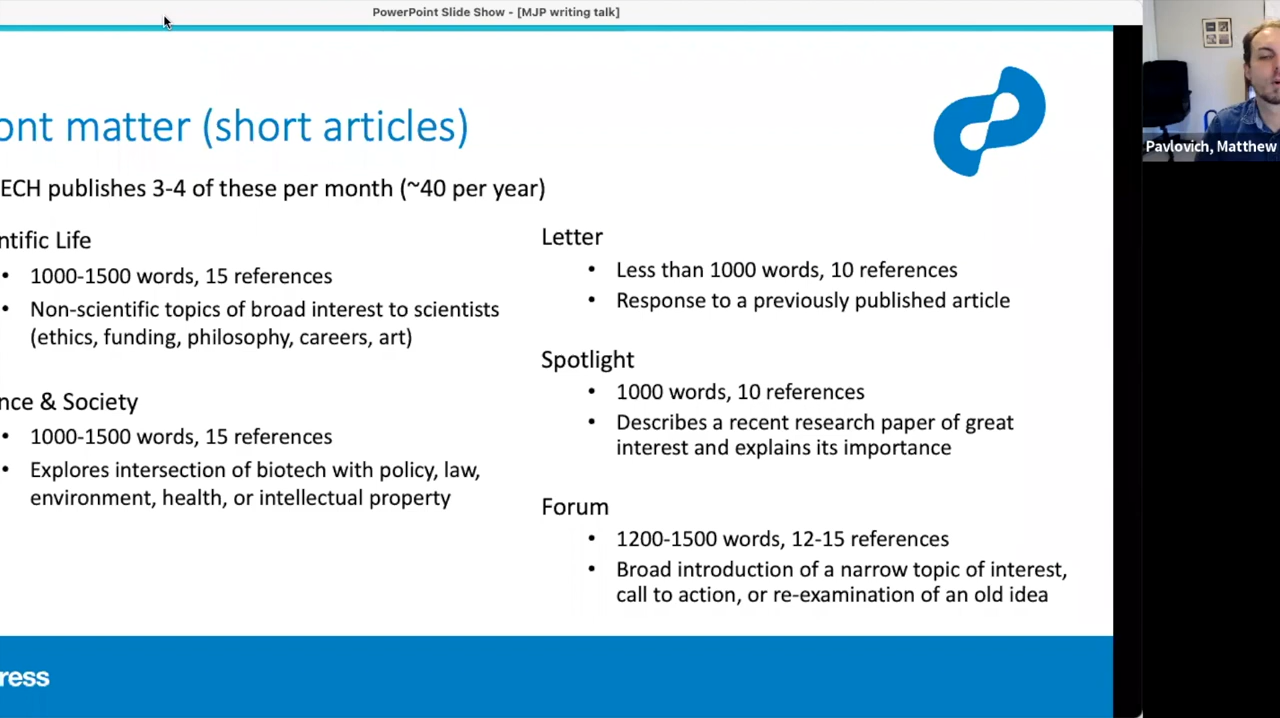 PowerPoint Slide Show - [MJP writing talk]
ont matter (short articles)
ECH publishes 3-4 of these per month (~40 per year)
ntific Life
• 1000-1500 words, 15 references
• Non-scientific topics of broad interest to scientists
(ethics, funding, philosophy, careers, art)
nce & Society
• 1000-1500 words, 15 references
• Explores intersection of biotech with policy, law,
environment, health, or intellectual property
Letter
• Less than 1000 words, 10 references
• Response to a previously published article
Spotlight
• 1000 words, 10 references
• Describes a recent research paper of great
interest and explains its importance
Forum
• 1200-1500 words, 12-15 references
• Broad introduction of a narrow topic of interest,
call to action, or re-examination of an old idea
ress
Pavlovich, Matthew